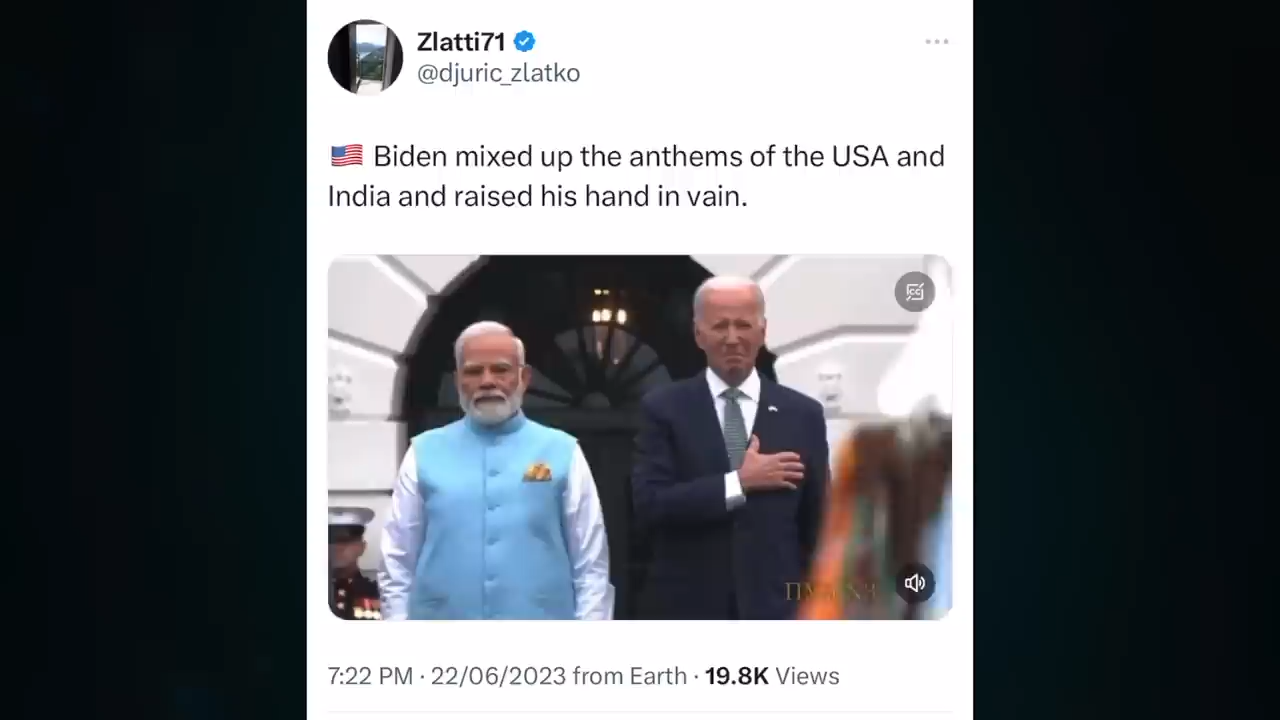 Zlatti71
@djuric_zlatko
Biden mixed up the anthems of the USA and
India and raised his hand in vain.
CC
7:22 PM · 22/06/2023 from Earth · 19.8K Views